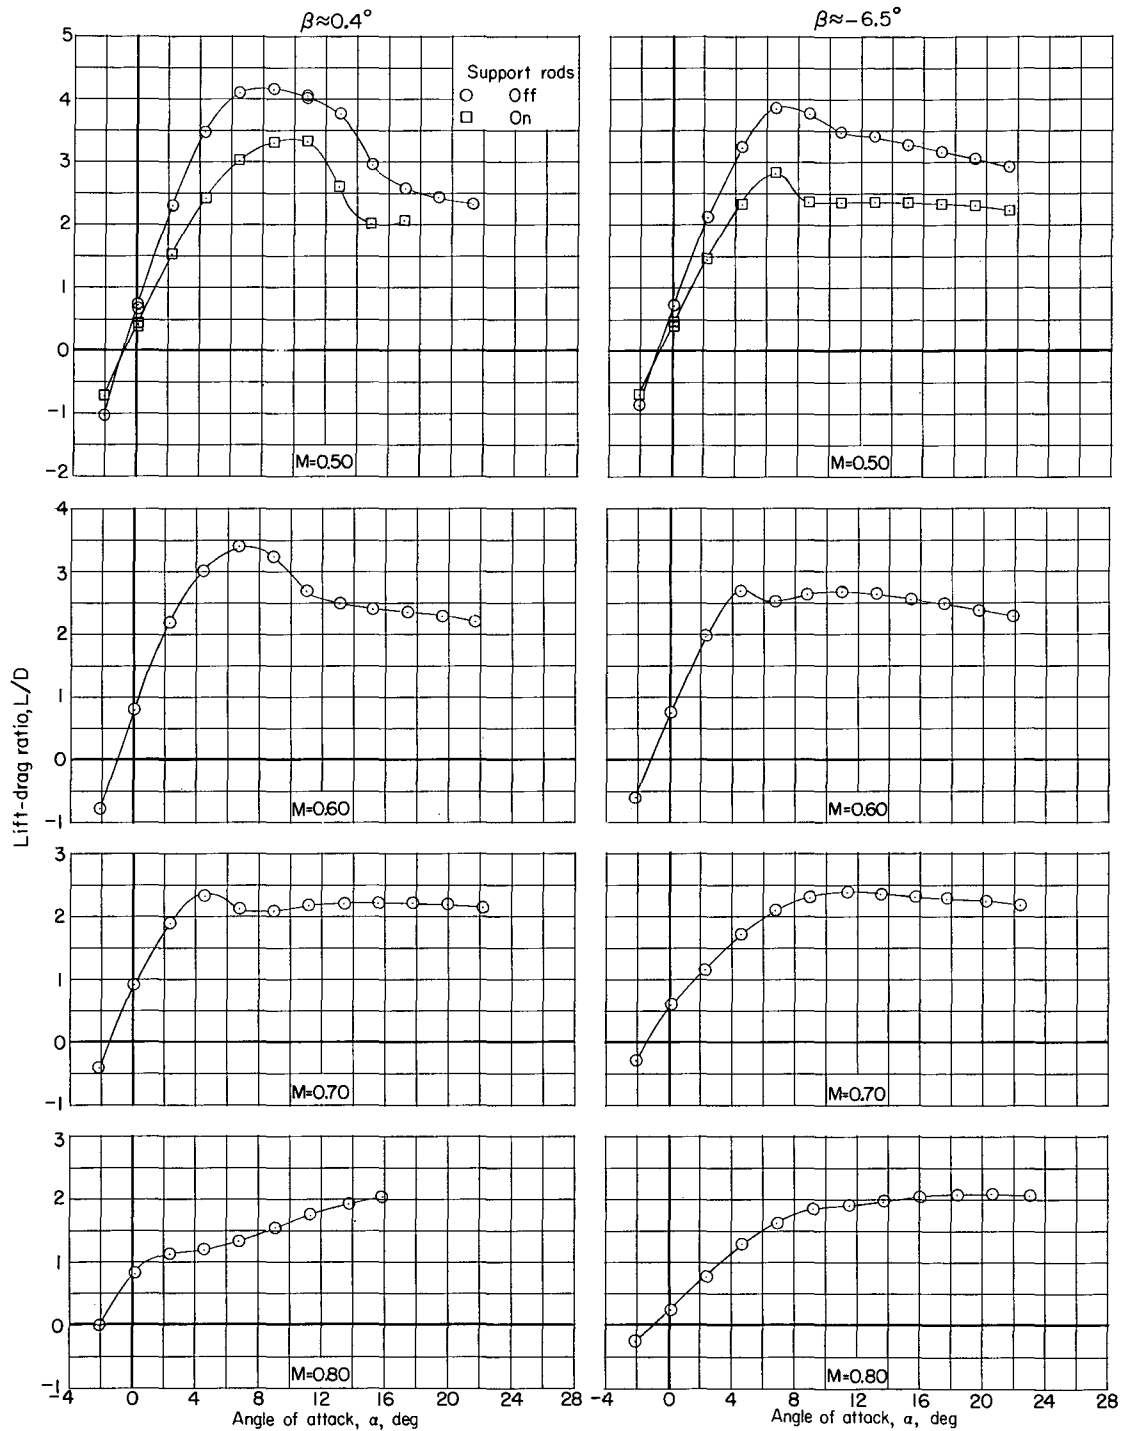 β≈0.4°
β≈-6.5°
5
4
3
2
1
0
-1
-2
Support rods
Off
On
M=0.50
M=0.50
4
3
2
1
0
-1
M=0.60
M=0.60
Lift-drag ratio, L/D
3
2
1
0
-1
M=0.70
M=0.70
3
2
1
0
-1
M=0.80
M=0.80
-4 0 4 8 12 16 20 24 28
-4 0 4 8 12 16 20 24 28
Angle of attack, α, deg
Angle of attack, α, deg